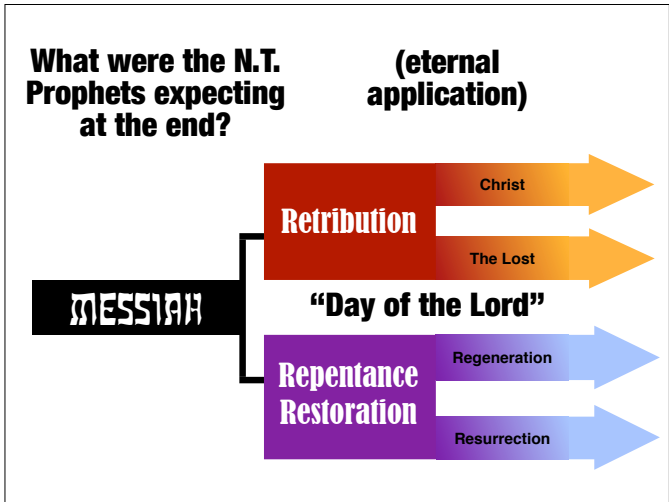 What were the N.T.
Prophets expecting
at the end?
(eternal
application)
Christ
Retribution
The Lost
MESSIAH
“Day of the Lord”
Regeneration
Repentance
Restoration
Resurrection